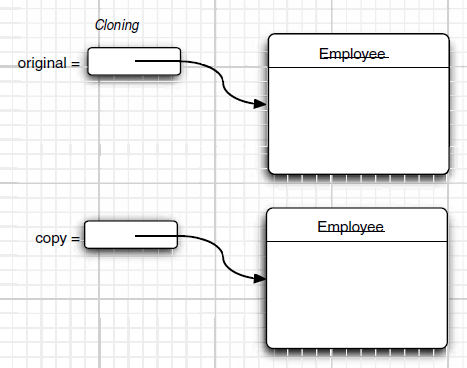 Cloning
original =
Employee
copy =
Employee